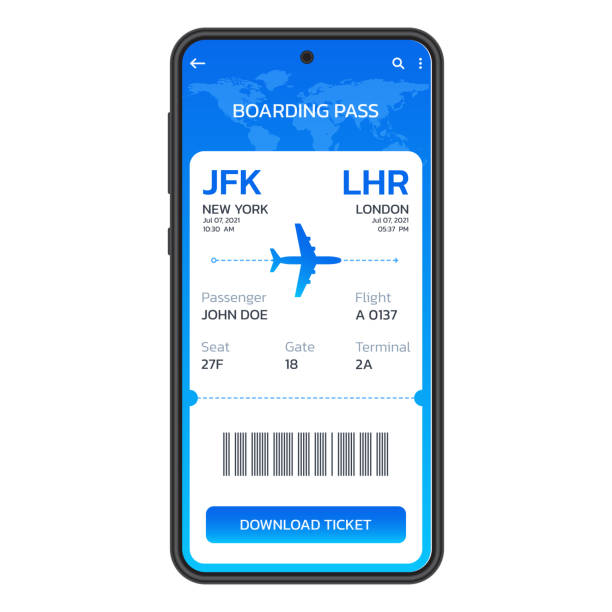 BOARDING PASS
JFK LHR
NEW YORK LONDON
Jul 07, 2021 Jul 07, 2021
10:30 AM 05:37 PM
Passenger Flight
JOHN DOE A 0137
Seat Gate Terminal
27F 18 2A
DOWNLOAD TICKET